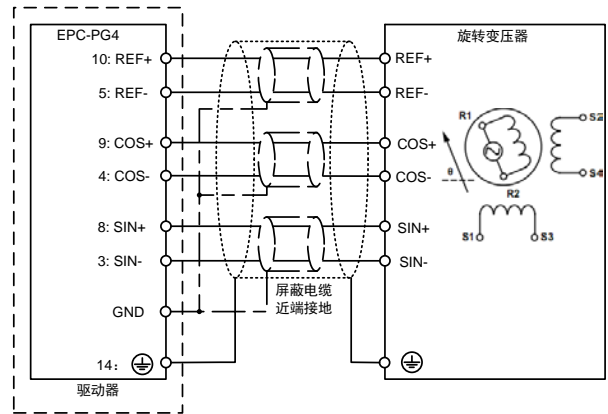 EPC-PG4
旋转变压器
10: REF+
REF+
5: REF-
REF-
9: COS+
COS+
4: COS-
COS-
8: SIN+
SIN+
3: SIN-
SIN-
R1
S2
θ
S4
R2
S1
S3
屏蔽电缆
近端接地
GND
14:
驱动器